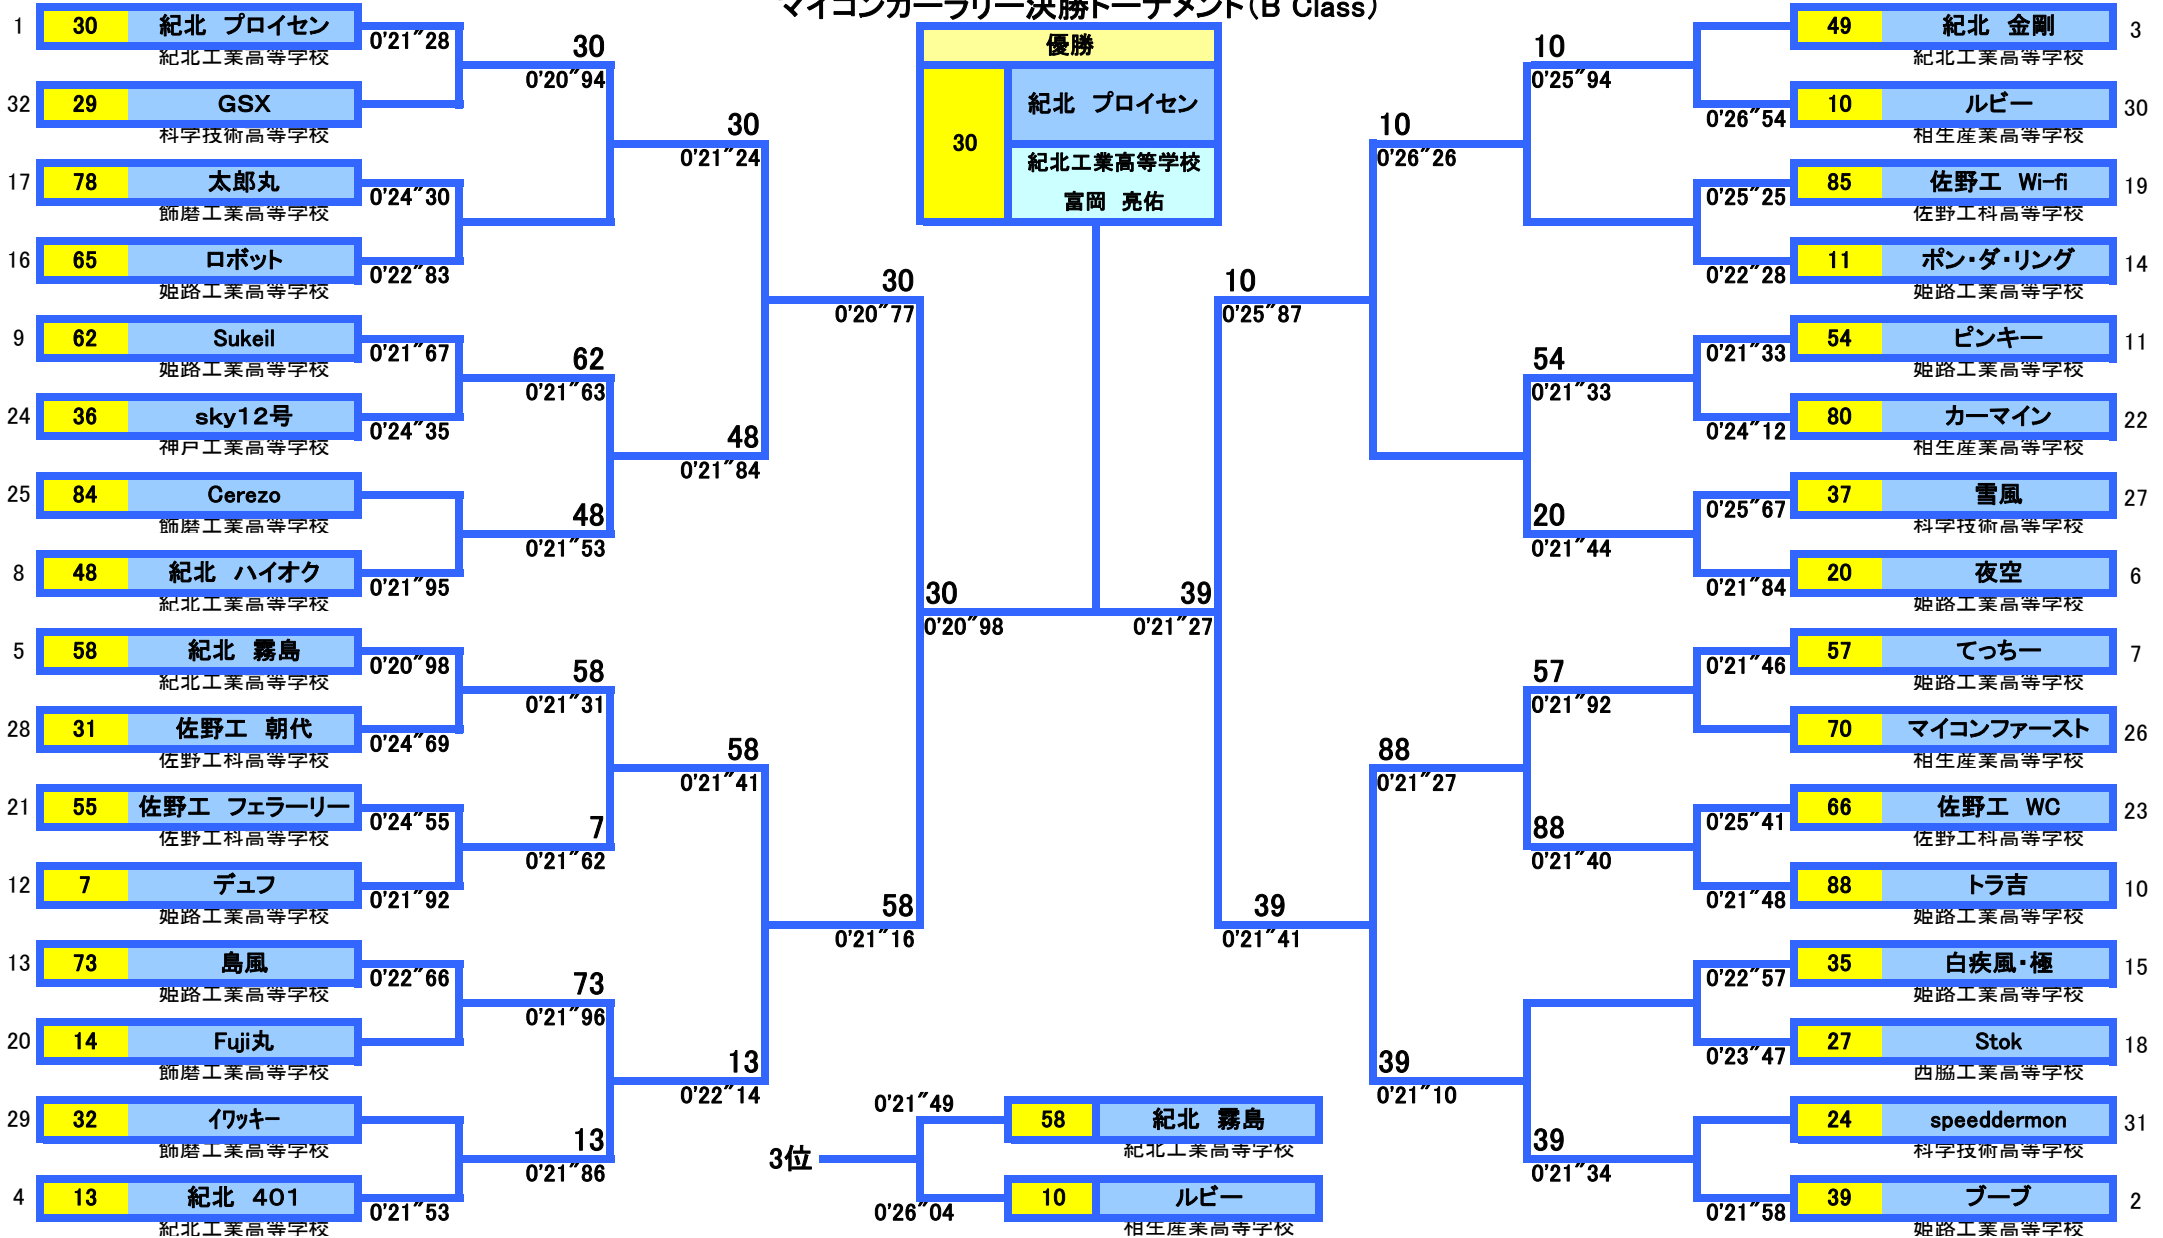 マイコンカーラリー決勝トーナメント(B Class)
優勝
30
紀北 プロイセン
紀北工業高等学校
富岡 亮佑
1 30 紀北 プロイセン 0'21"28
紀北工業高等学校
32 29 GSX
科学技術高等学校
17 78 太郎丸 0'24"30
飾磨工業高等学校
16 65 ロボット 0'22"83
姫路工業高等学校
9 62 Sukeil 0'21"67
姫路工業高等学校
24 36 sky12号 0'24"35
神戸工業高等学校
25 84 Cerezo
飾磨工業高等学校
8 48 紀北 ハイオク 0'21"95
紀北工業高等学校
5 58 紀北 霧島 0'20"98
紀北工業高等学校
28 31 佐野工 朝代 0'24"69
佐野工科高等学校
21 55 佐野工 フェラーリー 0'24"55
佐野工科高等学校
12 7 デュフ 0'21"92
姫路工業高等学校
13 73 島風 0'22"66
姫路工業高等学校
20 14 Fuji丸
飾磨工業高等学校
29 32 イワッキー
飾磨工業高等学校
4 13 紀北 401 0'21"53
紀北工業高等学校
30
0'20"94
62
0'21"63
48
0'21"53
58
0'21"31
7
0'21"62
73
0'21"96
13
0'21"86
30
0'21"24
48
0'21"84
58
0'21"41
13
0'22"14
30
0'20"77
58
0'21"16
30
0'20"98
39
0'21"27
10
0'25"87
39
0'21"41
10
0'26"26
88
0'21"27
39
0'21"10
10
0'25"94
54
0'21"33
20
0'21"44
57
0'21"92
88
0'21"40
39
0'21"34
49 紀北 金剛 3
紀北工業高等学校
0'26"54 10 ルビー 30
相生産業高等学校
0'25"25 85 佐野工 Wi-fi 19
佐野工科高等学校
0'22"28 11 ポン・ダ・リング 14
姫路工業高等学校
0'21"33 54 ピンキー 11
姫路工業高等学校
0'24"12 80 カーマイン 22
相生産業高等学校
0'25"67 37 雪風 27
科学技術高等学校
0'21"84 20 夜空 6
姫路工業高等学校
0'21"46 57 てっちー 7
姫路工業高等学校
70 マイコンファースト 26
相生産業高等学校
0'25"41 66 佐野工 WC 23
佐野工科高等学校
0'21"48 88 トラ吉 10
姫路工業高等学校
0'22"57 35 白疾風・極 15
姫路工業高等学校
0'23"47 27 Stok 18
西脇工業高等学校
24 speeddermon 31
科学技術高等学校
0'21"58 39 ブーブ 2
姫路工業高等学校
3位
0'21"49 58 紀北 霧島
紀北工業高等学校
0'26"04 10 ルビー
相生産業高等学校